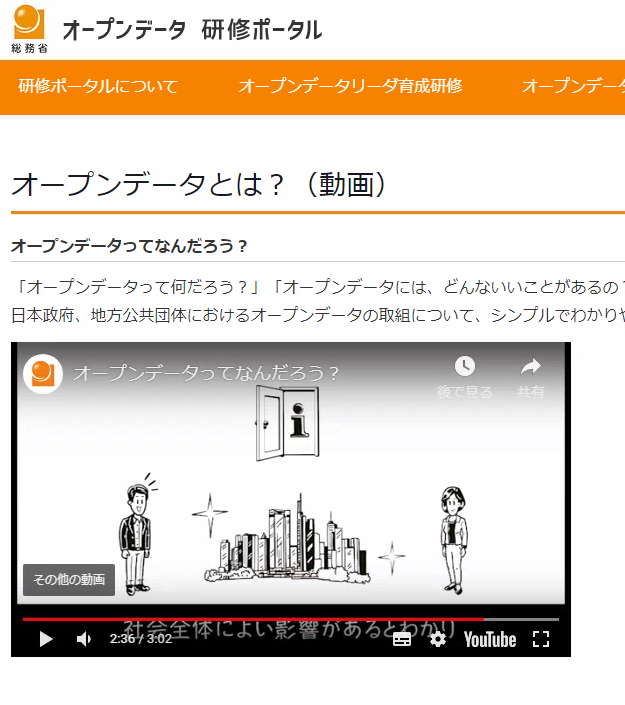 総務省
オープンデータ 研修ポータル
研修ポータルについて オープンデータリーダ育成研修 オープンデータ
オープンデータとは？（動画）
オープンデータってなんだろう？
「オープンデータって何だろう？」「オープンデータには、どんないいことがあるの？
日本政府、地方公共団体におけるオープンデータの取組について、シンプルでわかりや
オープンデータってなんだろう？
後で見る 共有
i
その他の動画
社会全体によい影響があるとわかり
2:36 / 3:02 YouTube